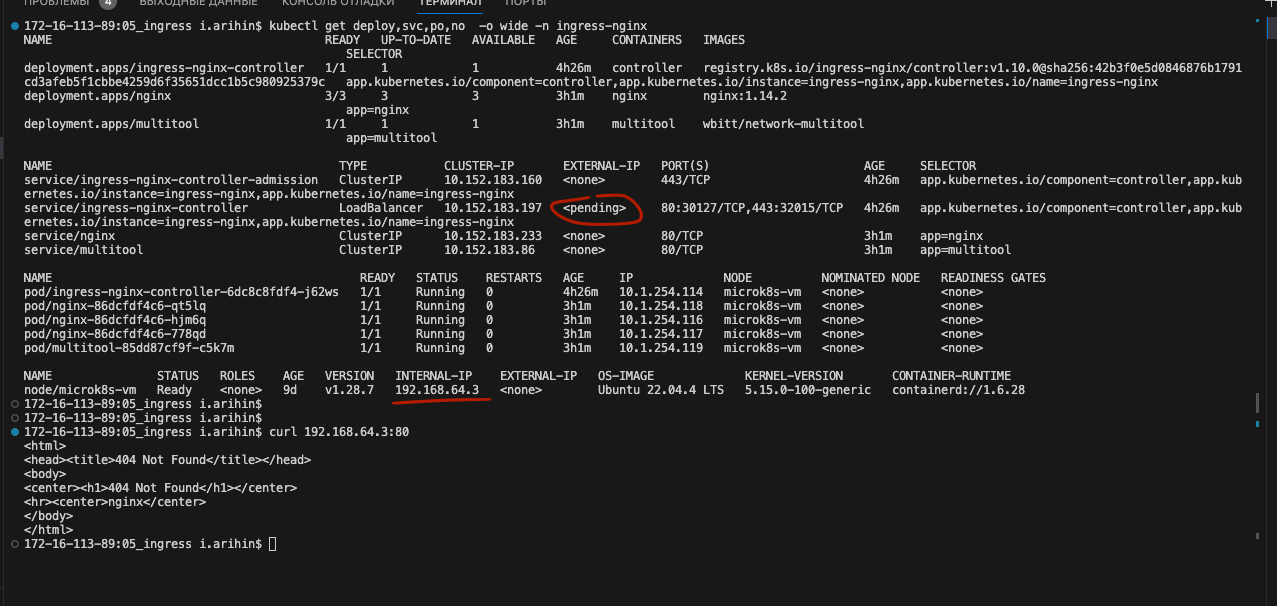 ПРОБЛЕМЫ 4 ВЫХОДНЫЕ ДАННЫЕ КОНСОЛЬ ОТЛАДКИ ТЕРМИНАЛ ПОРТЫ
172-16-113-89:05_ingress i.arihin$ kubectl get deploy,svc,po,no  -o wide -n ingress-nginx
NAME READY UP-TO-DATE AVAILABLE AGE CONTAINERS IMAGES
SELECTOR
deployment.apps/ingress-nginx-controller 1/1 1 1 4h26m controller registry.k8s.io/ingress-nginx/controller:v1.10.0@sha256:42b3f0e5d0846876b1791
cd3afeb5f1cbbe4259d6f35651dcc1b5c980925379c app.kubernetes.io/component=controller,app.kubernetes.io/instance=ingress-nginx,app.kubernetes.io/name=ingress-nginx
deployment.apps/nginx 3/3 3 3 3h1m nginx nginx:1.14.2
app=nginx
deployment.apps/multitool 1/1 1 1 3h1m multitool wbitt/network-multitool
app=multitool
NAME TYPE CLUSTER-IP EXTERNAL-IP PORT(S) AGE SELECTOR
service/ingress-nginx-controller-admission ClusterIP 10.152.183.160 <none> 443/TCP 4h26m app.kubernetes.io/component=controller,app.kub
ernetes.io/instance=ingress-nginx,app.kubernetes.io/name=ingress-nginx
service/ingress-nginx-controller LoadBalancer 10.152.183.197 <pending> 80:30127/TCP,443:32015/TCP 4h26m app.kubernetes.io/component=controller,app.kub
ernetes.io/instance=ingress-nginx,app.kubernetes.io/name=ingress-nginx
service/nginx ClusterIP 10.152.183.233 <none> 80/TCP 3h1m app=nginx
service/multitool ClusterIP 10.152.183.86 <none> 80/TCP 3h1m app=multitool
NAME READY STATUS RESTARTS AGE IP NODE NOMINATED NODE READINESS GATES
pod/ingress-nginx-controller-6dc8c8fdf4-j62ws 1/1 Running 0 4h26m 10.1.254.114 microk8s-vm <none> <none>
pod/nginx-86dcfdf4c6-qt5lq 1/1 Running 0 3h1m 10.1.254.118 microk8s-vm <none> <none>
pod/nginx-86dcfdf4c6-hjm6q 1/1 Running 0 3h1m 10.1.254.116 microk8s-vm <none> <none>
pod/nginx-86dcfdf4c6-778qd 1/1 Running 0 3h1m 10.1.254.117 microk8s-vm <none> <none>
pod/multitool-85dd87cf9f-c5k7m 1/1 Running 0 3h1m 10.1.254.119 microk8s-vm <none> <none>
NAME STATUS ROLES AGE VERSION INTERNAL-IP EXTERNAL-IP OS-IMAGE KERNEL-VERSION CONTAINER-RUNTIME
node/microk8s-vm Ready <none> 9d v1.28.7 192.168.64.3 <none> Ubuntu 22.04.4 LTS 5.15.0-100-generic containerd://1.6.28
172-16-113-89:05_ingress i.arihin$
172-16-113-89:05_ingress i.arihin$
172-16-113-89:05_ingress i.arihin$ curl 192.168.64.3:80
<html>
<head><title>404 Not Found</title></head>
<body>
<center><h1>404 Not Found</h1></center>
<hr><center>nginx</center>
</body>
</html>
172-16-113-89:05_ingress i.arihin$